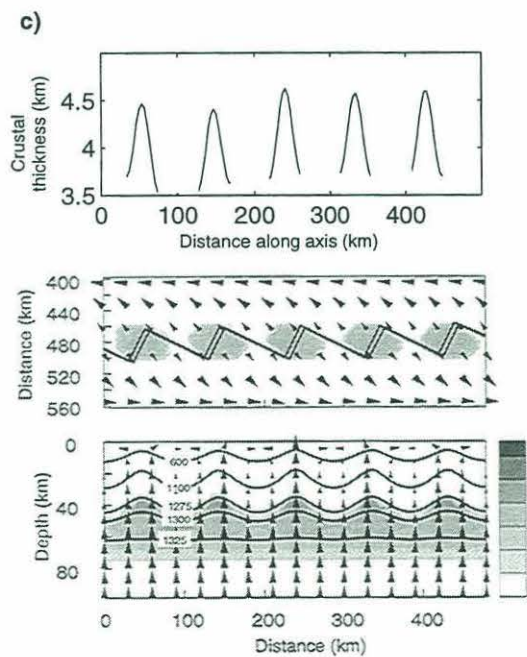 c)
Crustal
thickness (km)
4.5
4
3.5
0 100 200 300 400
Distance along axis (km)
Distance (km)
400
440
480
520
560
Depth (km)
0
40
80
600
1100
1275
1300
1325
0 100 200 300 400
Distance (km)